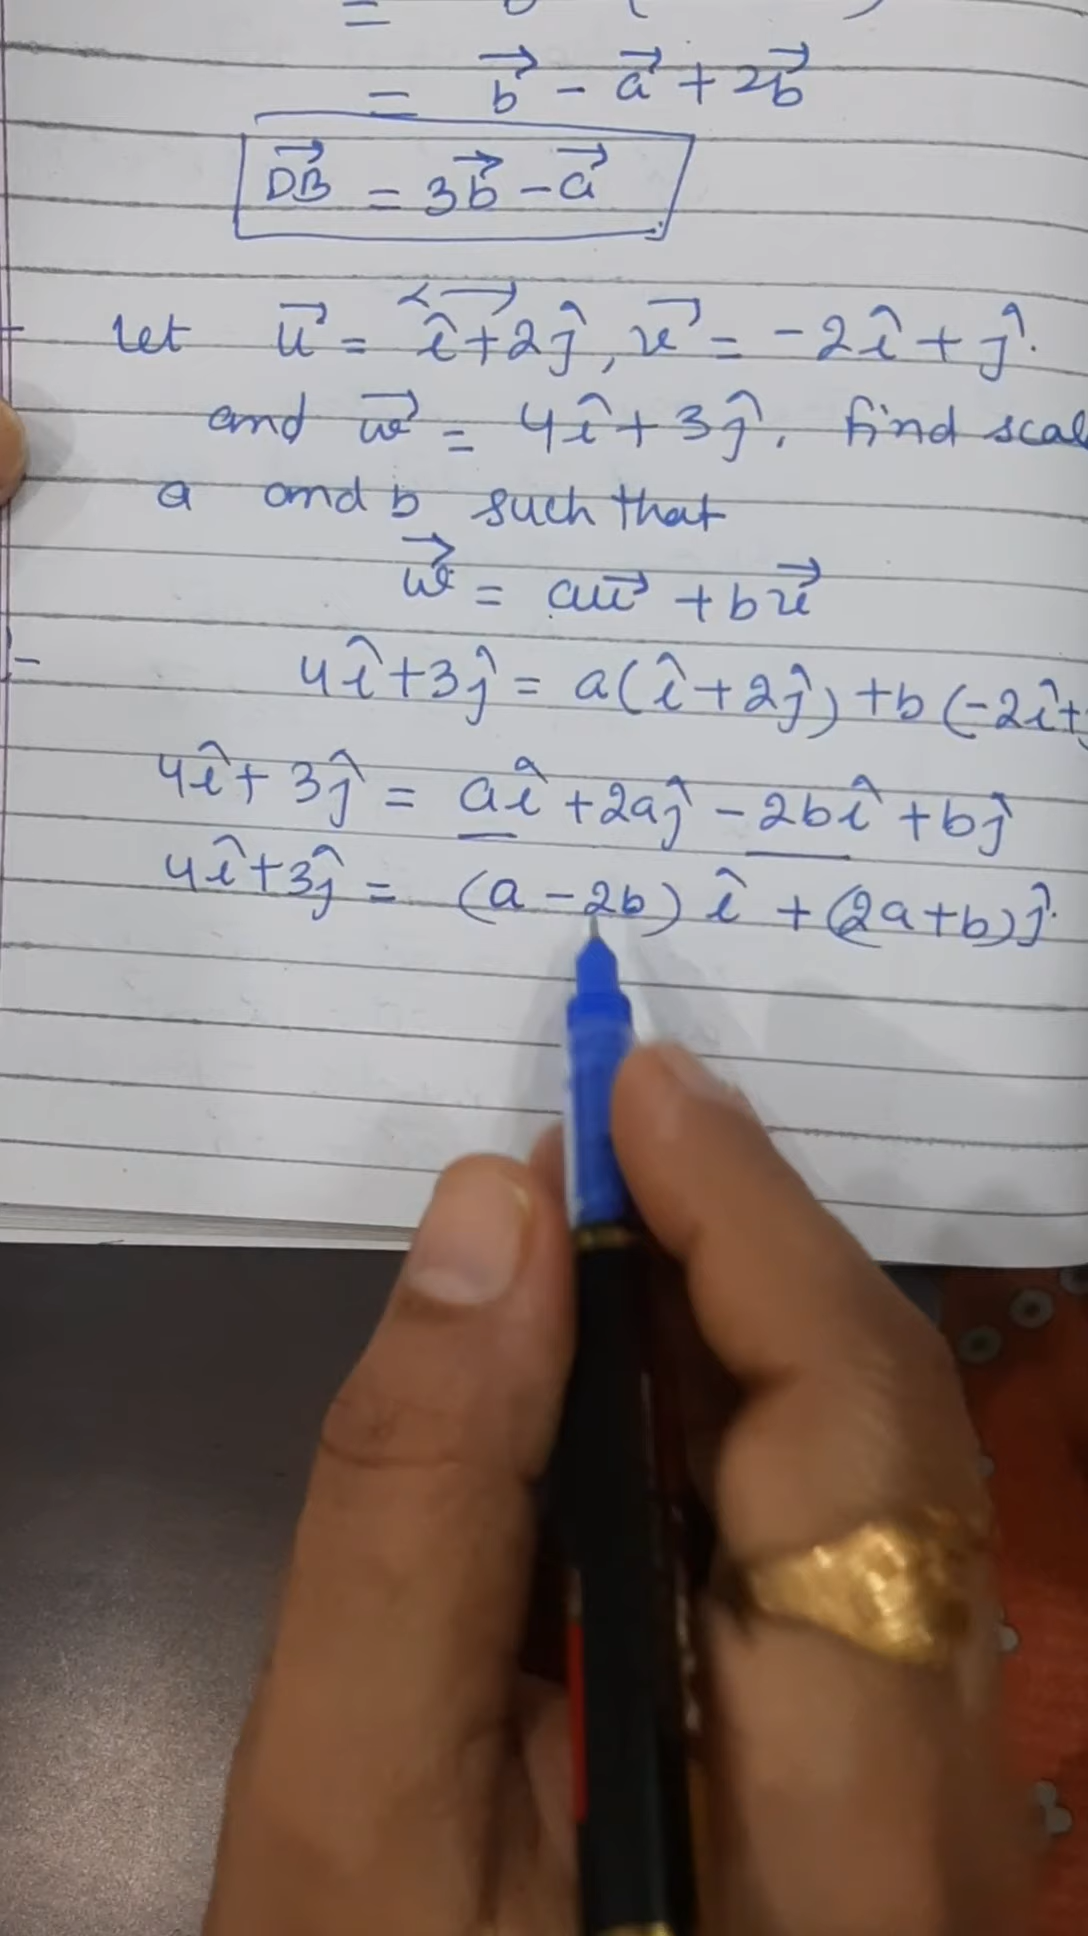 = b⃗ - a⃗ + 2b⃗
DB⃗ = 3b⃗ - a⃗
Let u⃗ = î + 2ĵ, v⃗ = -2î + ĵ.
and w⃗ = 4î + 3ĵ. find
a and b such that
w⃗ = au⃗ + bv⃗
4î + 3ĵ = a(î + 2ĵ) + b(-2î +
4î + 3ĵ = aî + 2aĵ - 2bî + bĵ
4î + 3ĵ = (a - 2b) î + (2a + b) ĵ.